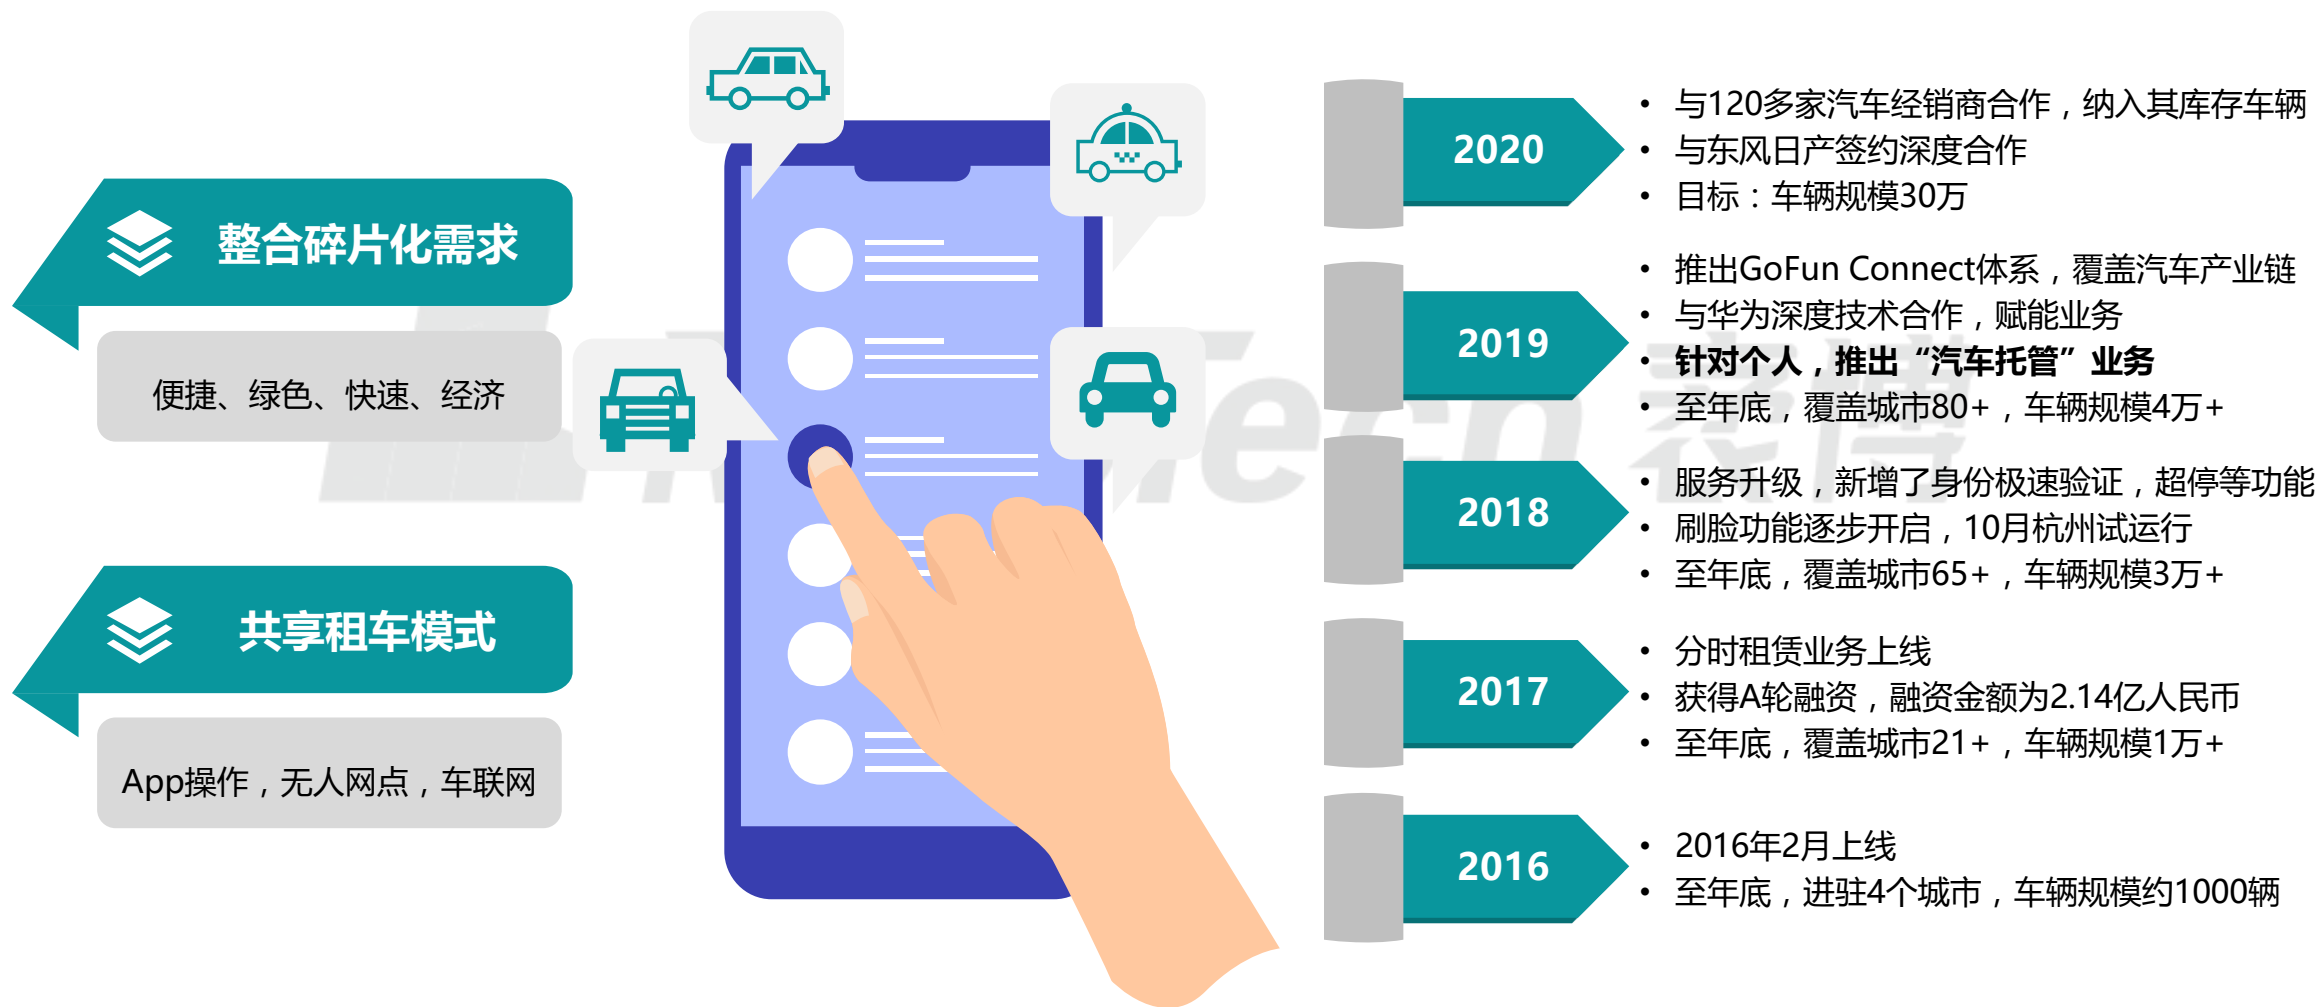 整合碎片化需求
便捷、绿色、快速、经济
共享租车模式
App操作，无人网点，车联网
2020
• 与120多家汽车经销商合作，纳入其库存车辆
• 与东风日产签约深度合作
• 目标：车辆规模30万
2019
• 推出GoFun Connect体系，覆盖汽车产业链
• 与华为深度技术合作，赋能业务
• 针对个人，推出“汽车托管”业务
• 至年底，覆盖城市80+，车辆规模4万+
2018
• 服务升级，新增了身份极速验证，超停等功能
• 刷脸功能逐步开启，10月杭州试运行
• 至年底，覆盖城市65+，车辆规模3万+
2017
• 分时租赁业务上线
• 获得A轮融资，融资金额为2.14亿人民币
• 至年底，覆盖城市21+，车辆规模1万+
2016
• 2016年2月上线
• 至年底，进驻4个城市，车辆规模约1000辆